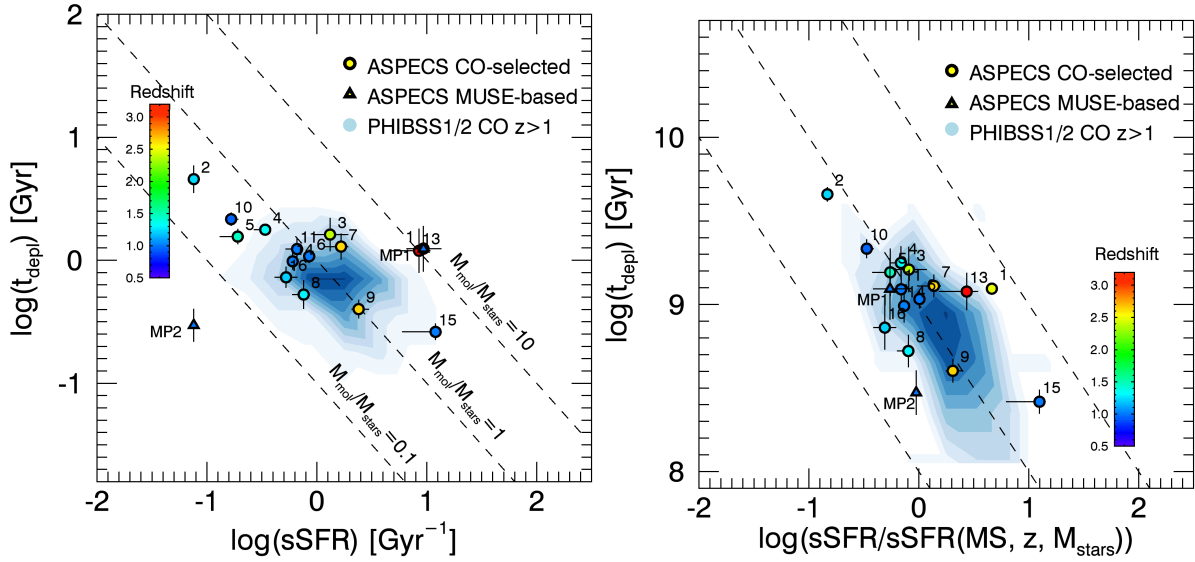 2
1
0
-1
-2
-1
0
1
2
log(t_depl) [Gyr]
log(sSFR) [Gyr⁻¹]
ASPECS CO-selected
ASPECS MUSE-based
PHIBSS1/2 CO z>1
Redshift
3.0
2.5
2.0
1.5
1.0
0.5
2
10
5
4
11
3
7
6
4
6
8
9
15
1
13
MP1
MP2
M_mol/M_stars=10
M_mol/M_stars=1
M_mol/M_stars=0.1
10
9
8
-2
-1
0
1
2
log(t_depl) [Gyr]
log(sSFR/sSFR(MS, z, M_stars))
ASPECS CO-selected
ASPECS MUSE-based
PHIBSS1/2 CO z>1
Redshift
3.0
2.5
2.0
1.5
1.0
0.5
2
10
4
5
3
7
13
1
MP1
16
8
9
15
MP2